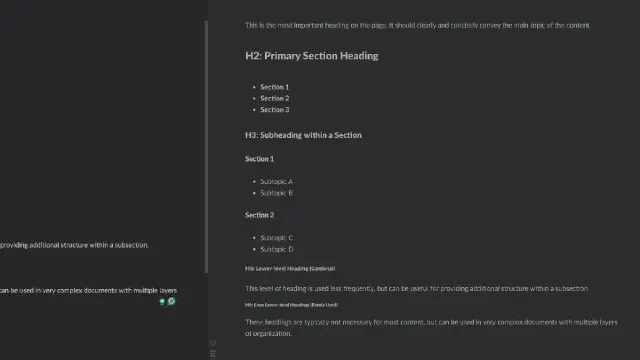 providing additional structure within a subsection.
can be used in very complex documents with multiple layers
This is the most important heading on the page. It should clearly and concisely convey the main topic of the content.
H2: Primary Section Heading
• Section 1
• Section 2
• Section 3
H3: Subheading within a Section
Section 1
• Subtopic A
• Subtopic B
Section 2
• Subtopic C
• Subtopic D
Lower-level Heading (Optional)
This level of heading is used less frequently, but can be useful for providing additional structure within a subsection
Even Lower-level Headings (Rarely Used)
These headings are typically not necessary for most content, but can be used in very complex documents with multiple layers
of organization.